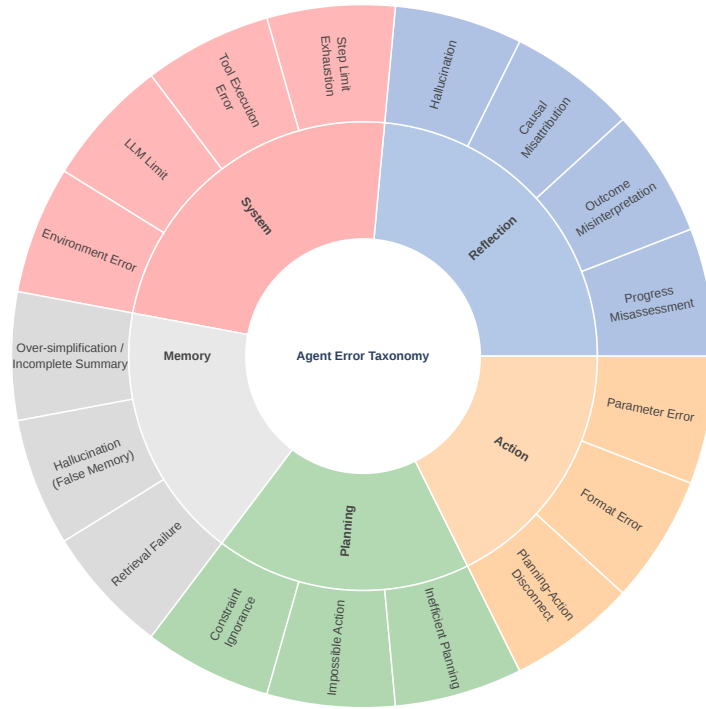 Agent Error Taxonomy
System
Step Limit
Exhaustion
Tool Execution
Error
LLM Limit
Environment Error
Reflection
Hallucination
Causal
Misattribution
Outcome
Misinterpretation
Progress
Misassessment
Action
Parameter Error
Format Error
Planning-Action
Disconnect
Planning
Inefficient Planning
Impossible Action
Constraint
Ignorance
Memory
Over-simplification /
Incomplete Summary
Hallucination
(False Memory)
Retrieval Failure